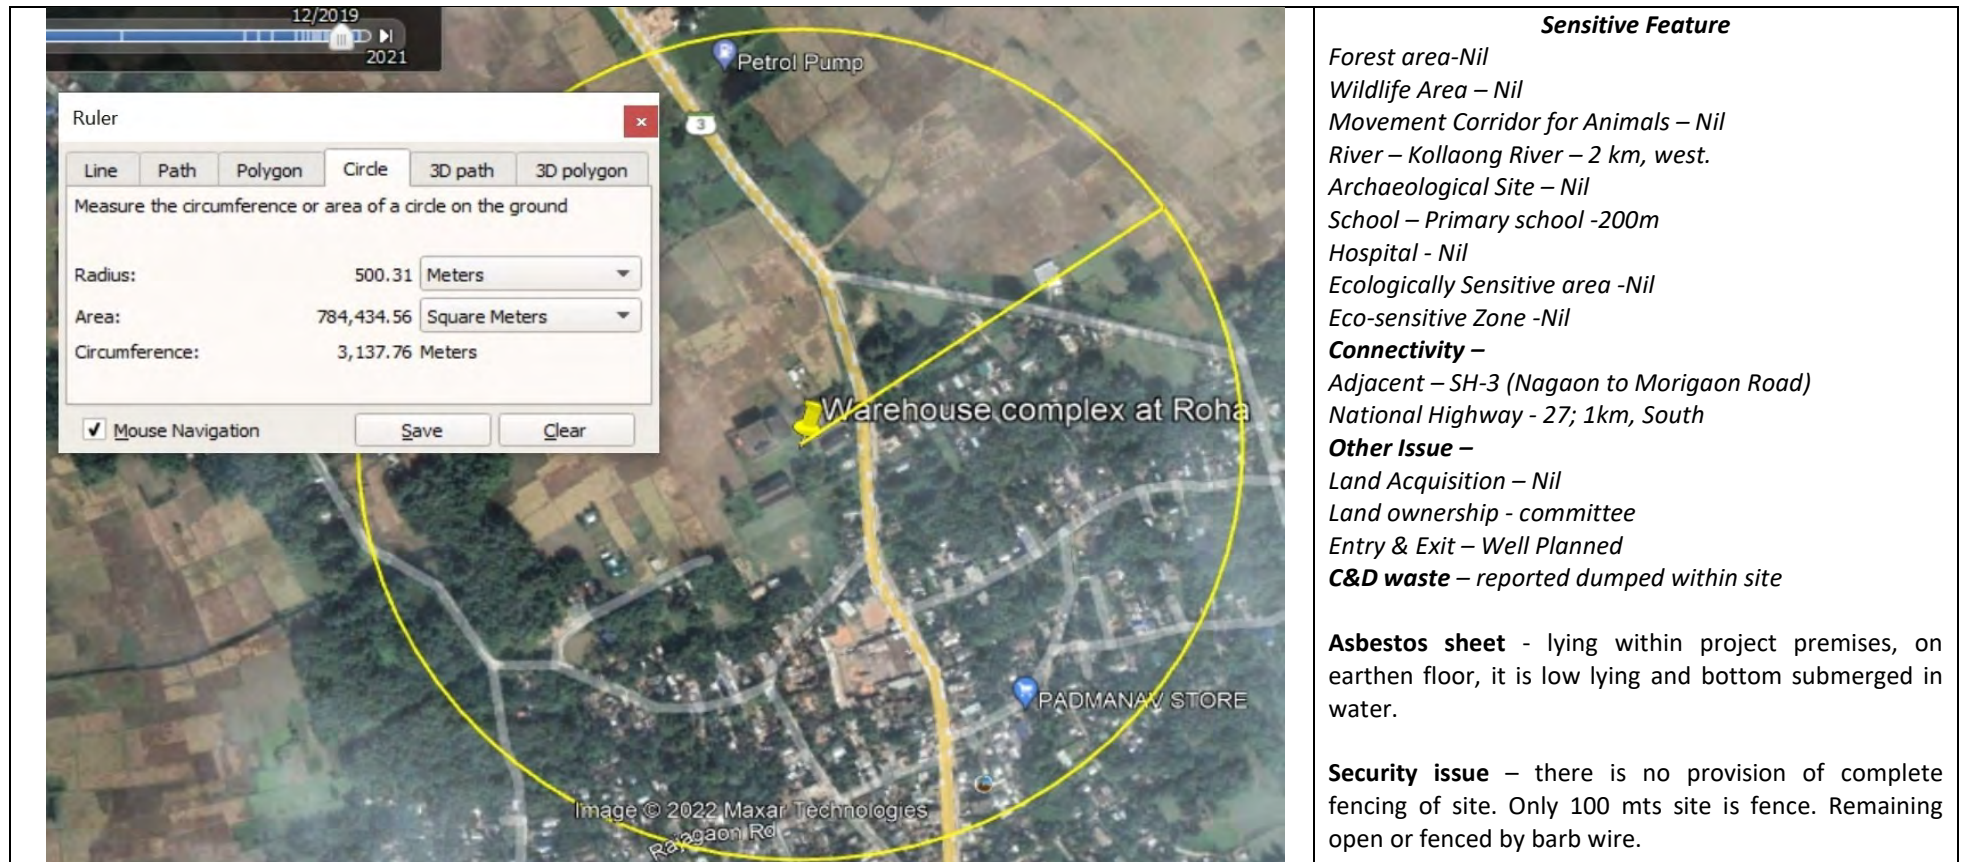 12/2019
2021
Petrol Pump
3
Ruler
Line Path Polygon Circle 3D path 3D polygon
Measure the circumference or area of a circle on the ground
Radius: 500.31 Meters
Area: 784,434.56 Square Meters
Circumference: 3,137.76 Meters
Mouse Navigation Save Clear
Warehouse complex at Roha
PADMANAV STORE
Image © 2022 Maxar Technologies
Rajagaon Rd
Sensitive Feature
Forest area-Nil
Wildlife Area – Nil
Movement Corridor for Animals – Nil
River – Kollaong River – 2 km, west.
Archaeological Site – Nil
School – Primary school -200m
Hospital - Nil
Ecologically Sensitive area -Nil
Eco-sensitive Zone -Nil
Connectivity –
Adjacent – SH-3 (Nagaon to Morigaon Road)
National Highway - 27; 1km, South
Other Issue –
Land Acquisition – Nil
Land ownership - committee
Entry & Exit – Well Planned
C&D waste – reported dumped within site
Asbestos sheet - lying within project premises, on
earthen floor, it is low lying and bottom submerged in
water.
Security issue – there is no provision of complete
fencing of site. Only 100 mts site is fence. Remaining
open or fenced by barb wire.